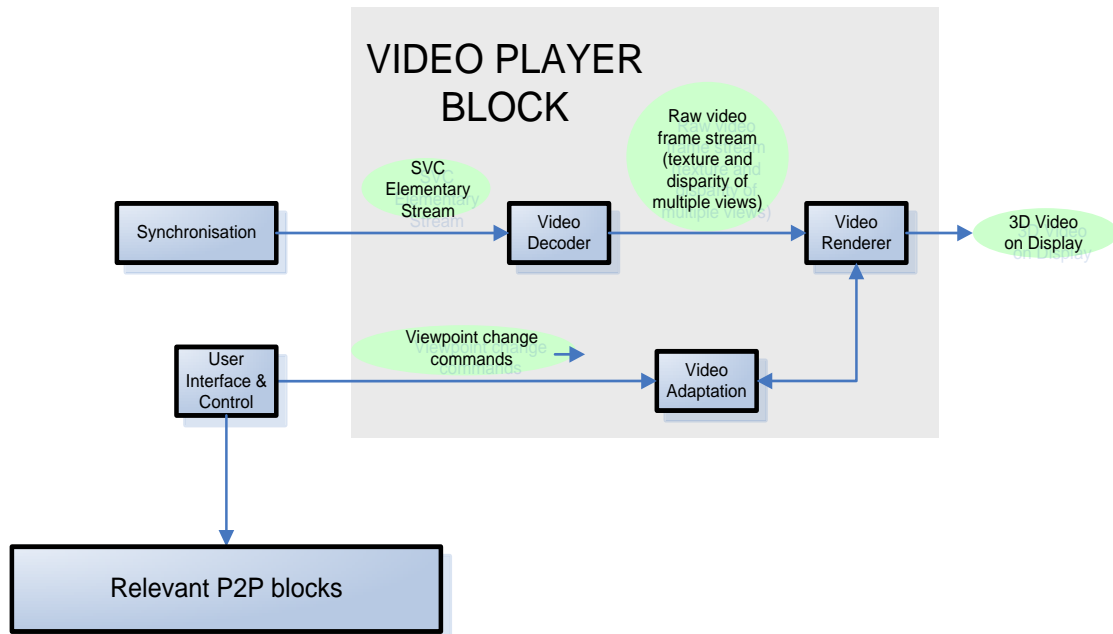 VIDEO PLAYER
BLOCK
Raw video
frame stream
(texture and
disparity of
multiple views)
SVC
Elementary
Stream
Synchronisation
Video
Decoder
Video
Renderer
3D Video
on Display
Viewpoint change
commands
User
Interface &
Control
Video
Adaptation
Relevant P2P blocks